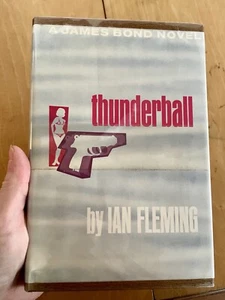 A JAMES BOND NOVEL
thunderball
by IAN FLEMING